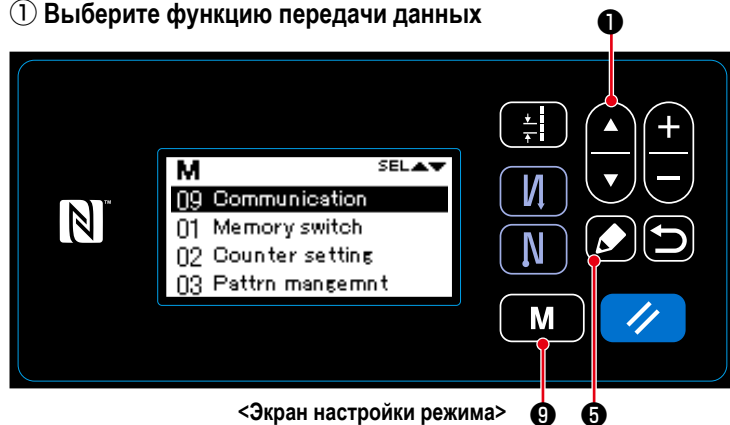 ① Выберите функцию передачи данных
❶
M SEL▲▼
09 Communication
01 Memory switch
02 Counter setting
03 Pattrn mangemnt
N™
И
N
M
<Экран настройки режима> ❾ ❺